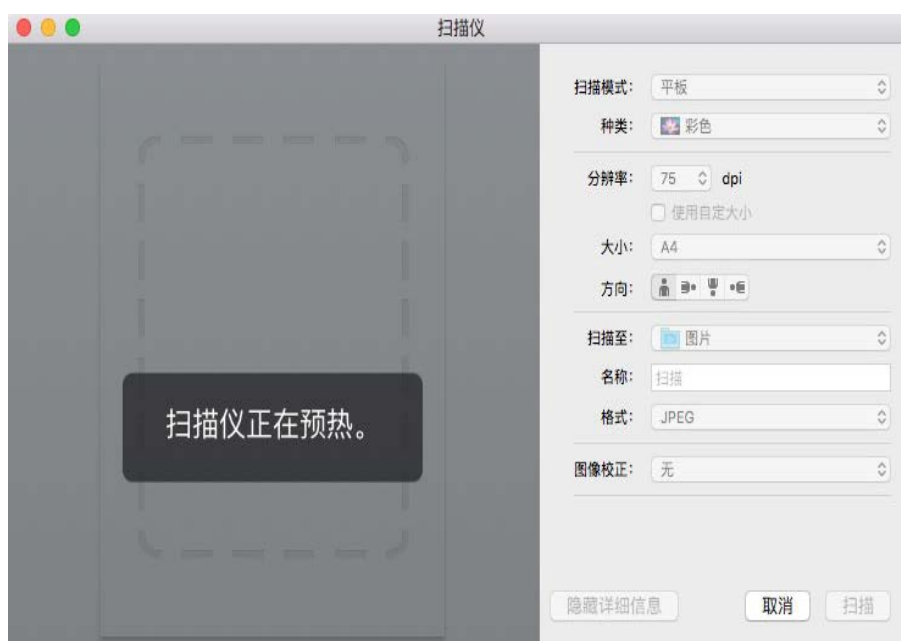 扫描仪
扫描仪正在预热。
扫描模式： 平板
种类： 彩色
分辨率： 75 dpi
使用自定大小
大小： A4
方向：
扫描至： 图片
名称： 扫描
格式： JPEG
图像校正： 无
隐藏详细信息 取消 扫描